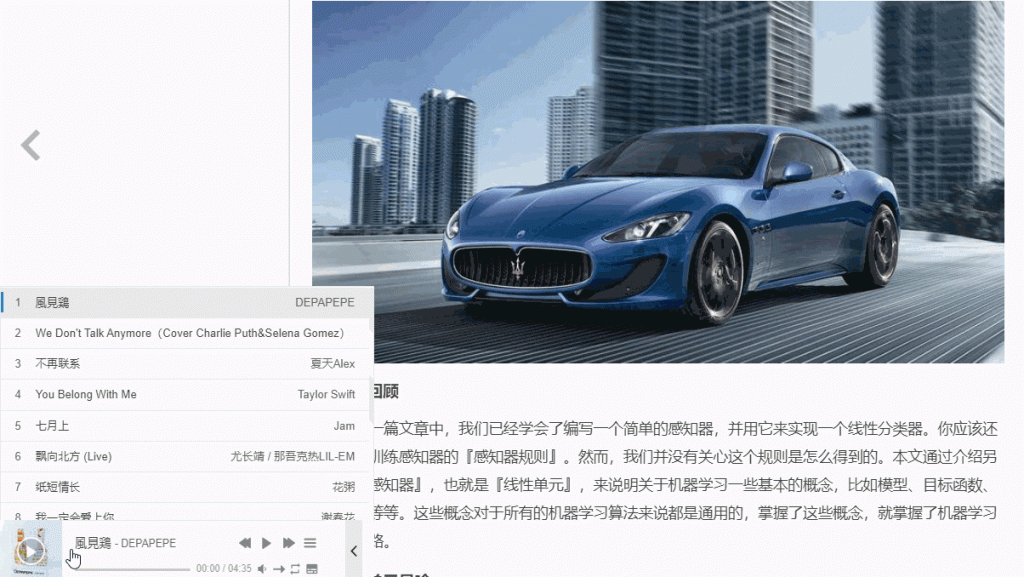 1 風見鶏 DEPAPEPE
2 We Don't Talk Anymore（Cover Charlie Puth&Selena Gomez）
3 不再联系 夏天Alex
4 You Belong With Me Taylor Swift
5 七月上 Jam
6 飘向北方 (Live) 尤长靖 / 那吾克热LIL-EM
7 纸短情长 花粥
8 我一定会爱上你 谢春花
風見鶏 - DEPAPEPE
00:00 / 04:35
回顾
一篇文章中，我们已经学会了编写一个简单的感知器，并用它来实现一个线性分类器。你应该还
训练感知器的『感知器规则』。然而，我们并没有关心这个规则是怎么得到的。本文通过介绍另
感知器』，也就是『线性单元』，来说明关于机器学习一些基本的概念，比如模型、目标函数、
等等。这些概念对于所有的机器学习算法来说都是通用的，掌握了这些概念，就掌握了机器学习
路。